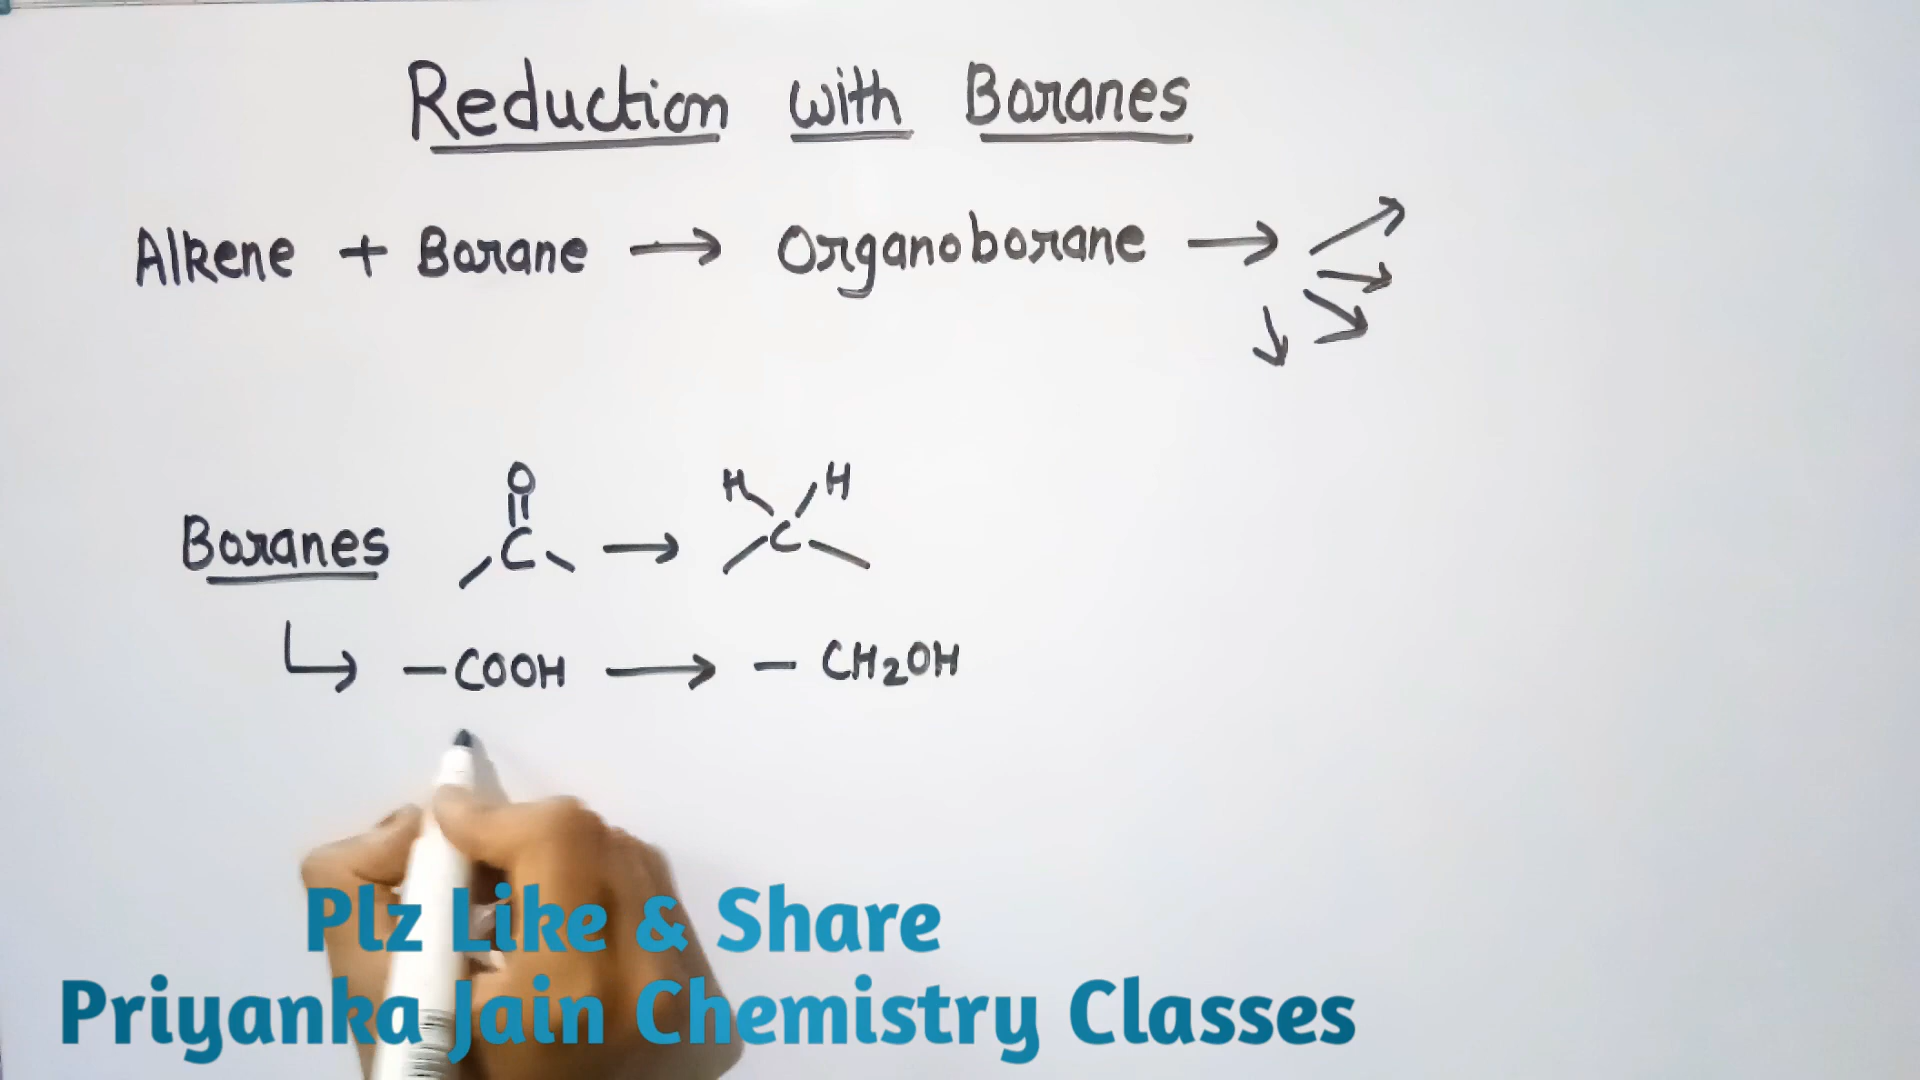 Reduction with Boranes
Alkene + Borane → Organoborane →
O
H H
Boranes C → C
-COOH → - CH2OH
Plz Like & Share
Priyanka Jain Chemistry Classes